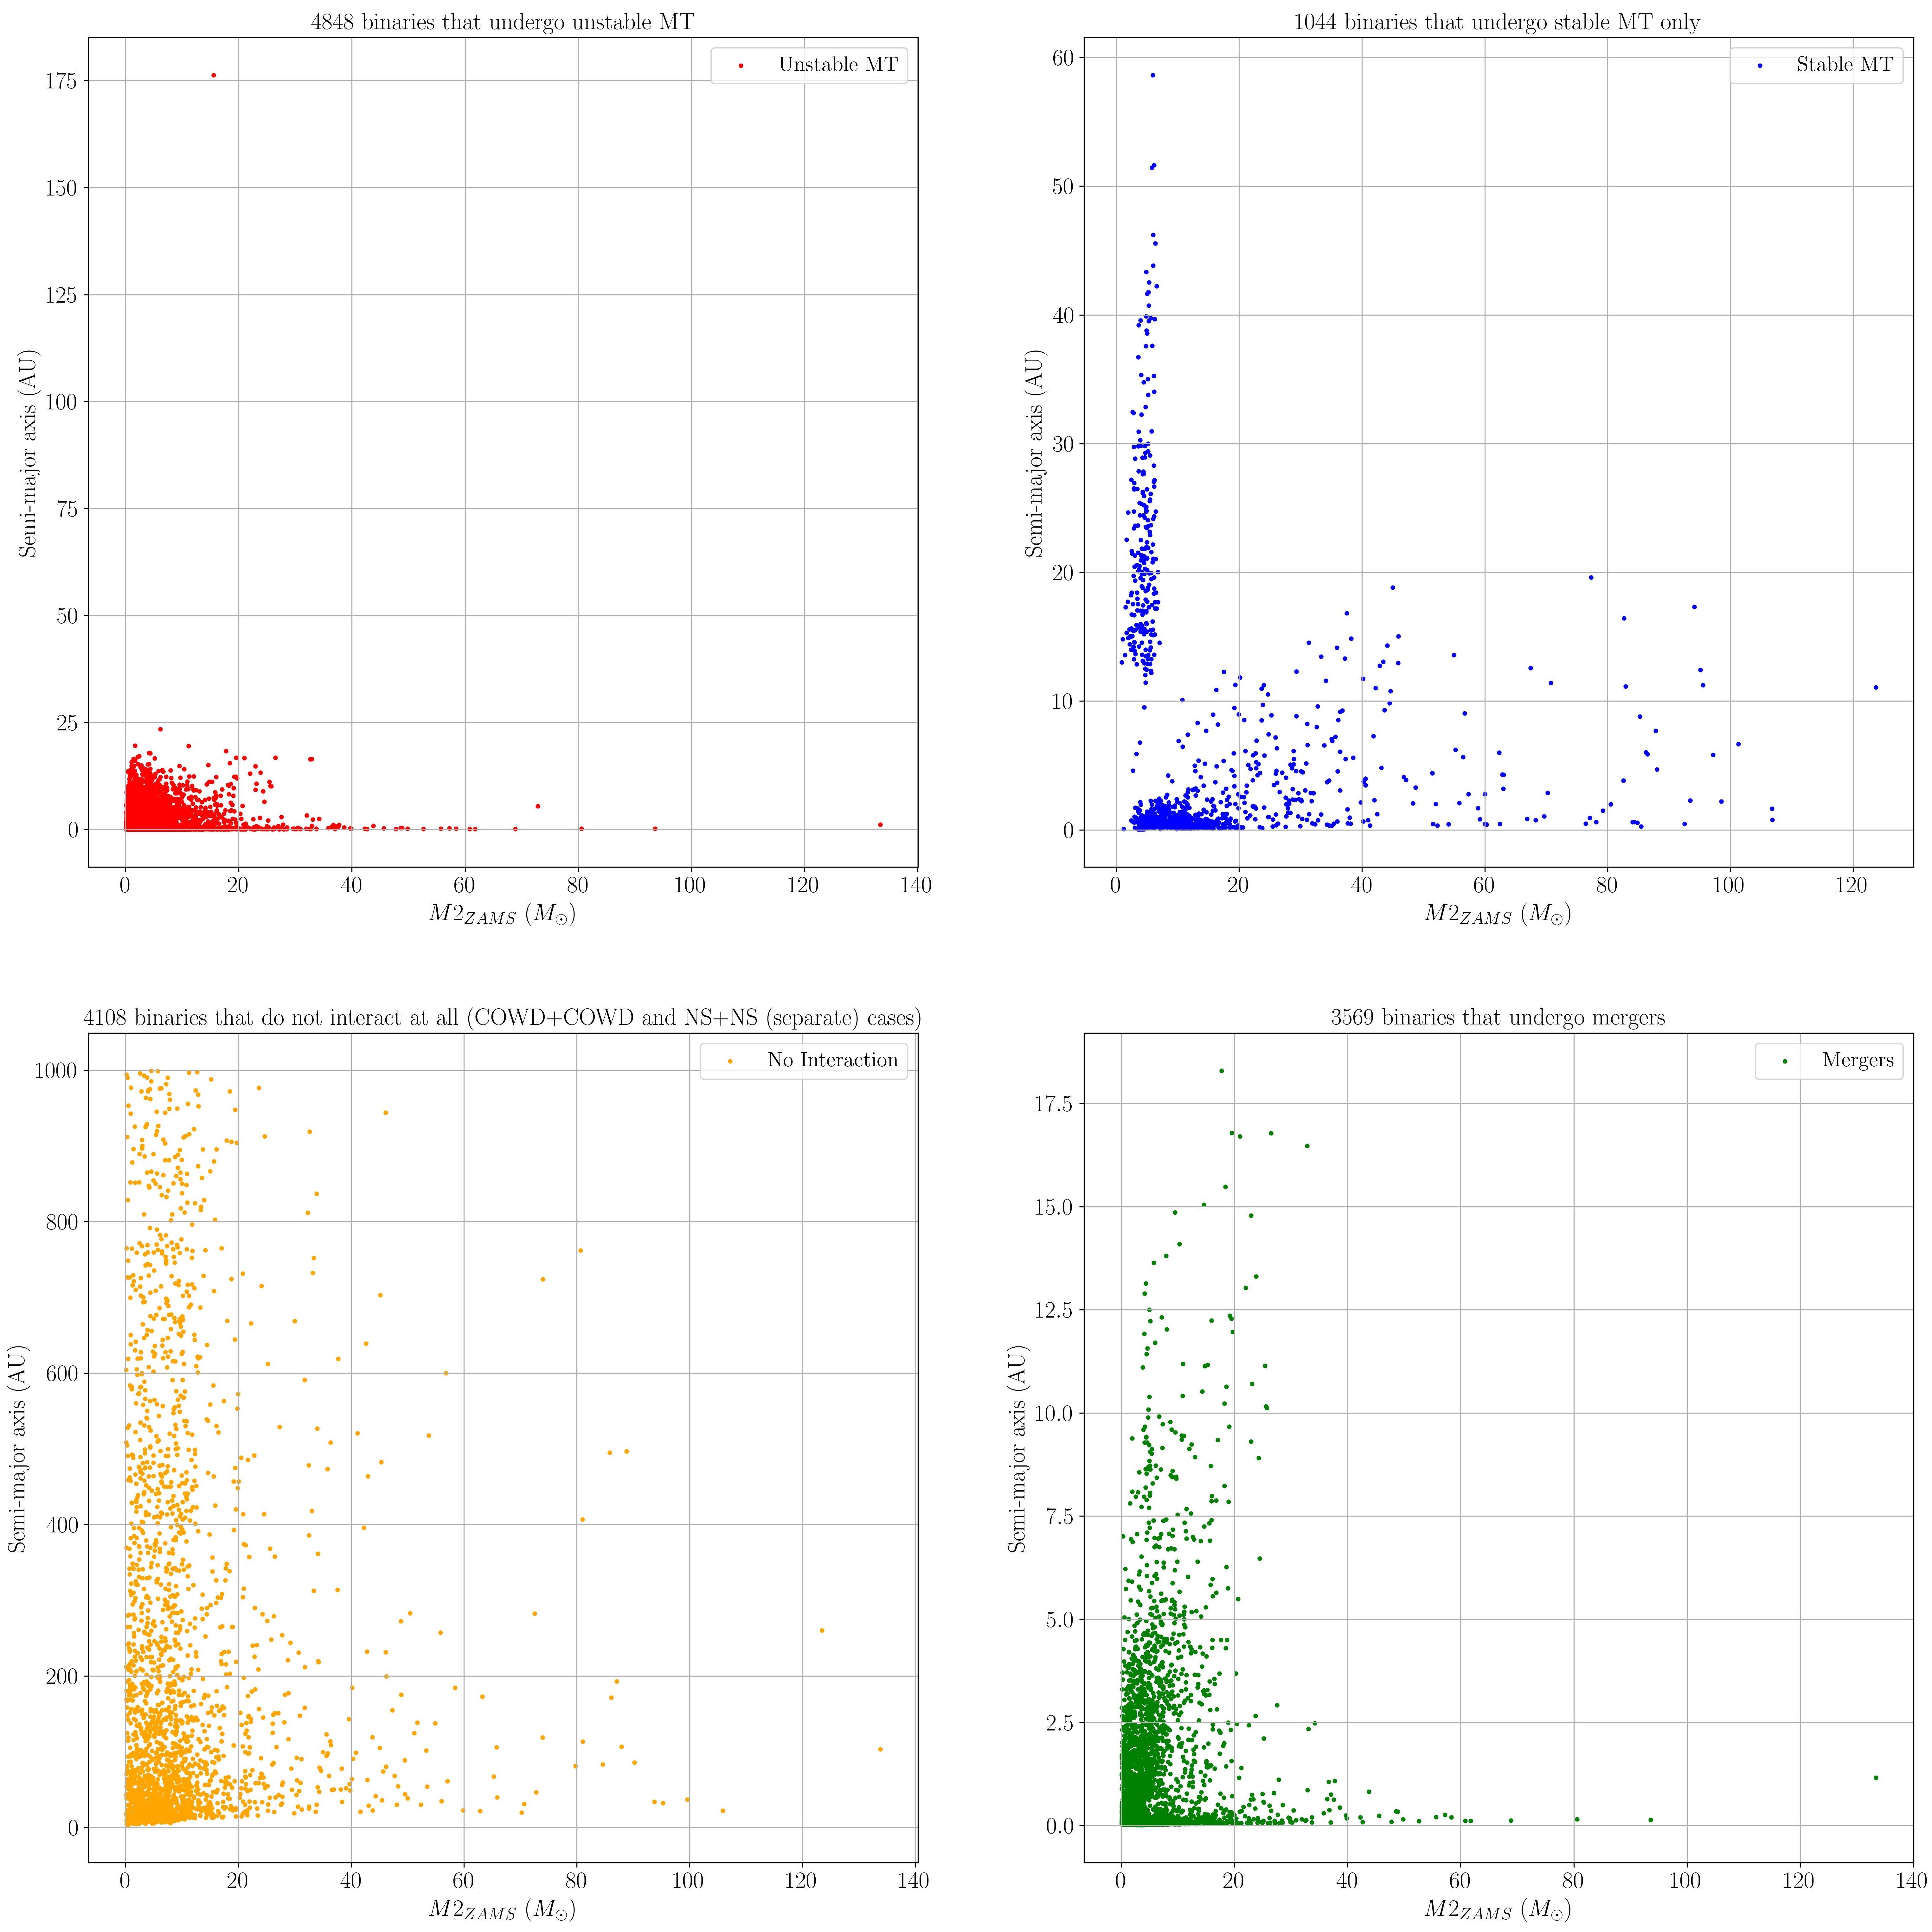 4848 binaries that undergo unstable MT
Unstable MT
175
150
125
100
75
50
25
0
Semi-major axis (AU)
0 20 40 60 80 100 120 140
M2ZAMS (M⊙)
1044 binaries that undergo stable MT only
Stable MT
60
50
40
30
20
10
0
Semi-major axis (AU)
0 20 40 60 80 100 120
M2ZAMS (M⊙)
4108 binaries that do not interact at all (COWD+COWD and NS+NS (separate) cases)
No Interaction
1000
800
600
400
200
0
Semi-major axis (AU)
0 20 40 60 80 100 120 140
M2ZAMS (M⊙)
3569 binaries that undergo mergers
Mergers
17.5
15.0
12.5
10.0
7.5
5.0
2.5
0.0
Semi-major axis (AU)
0 20 40 60 80 100 120 140
M2ZAMS (M⊙)